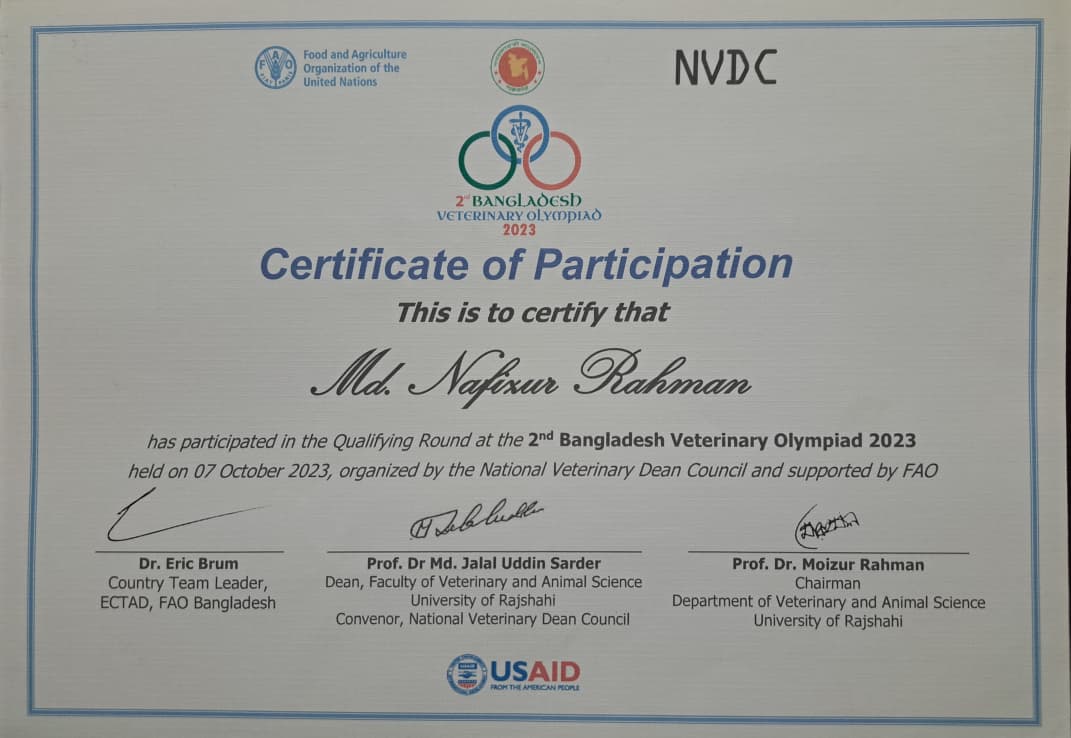 Food and Agriculture
Organization of the
United Nations
NVDC
2nd BANGLADESH
VETERINARY OLYMPIAD
2023
Certificate of Participation
This is to certify that
Md. Nafizur Rahman
has participated in the Qualifying Round at the 2nd Bangladesh Veterinary Olympiad 2023
held on 07 October 2023, organized by the National Veterinary Dean Council and supported by FAO
Dr. Eric Brum
Country Team Leader,
ECTAD, FAO Bangladesh
Prof. Dr Md. Jalal Uddin Sarder
Dean, Faculty of Veterinary and Animal Science
University of Rajshahi
Convenor, National Veterinary Dean Council
Prof. Dr. Moizur Rahman
Chairman
Department of Veterinary and Animal Science
University of Rajshahi
USAID
FROM THE AMERICAN PEOPLE